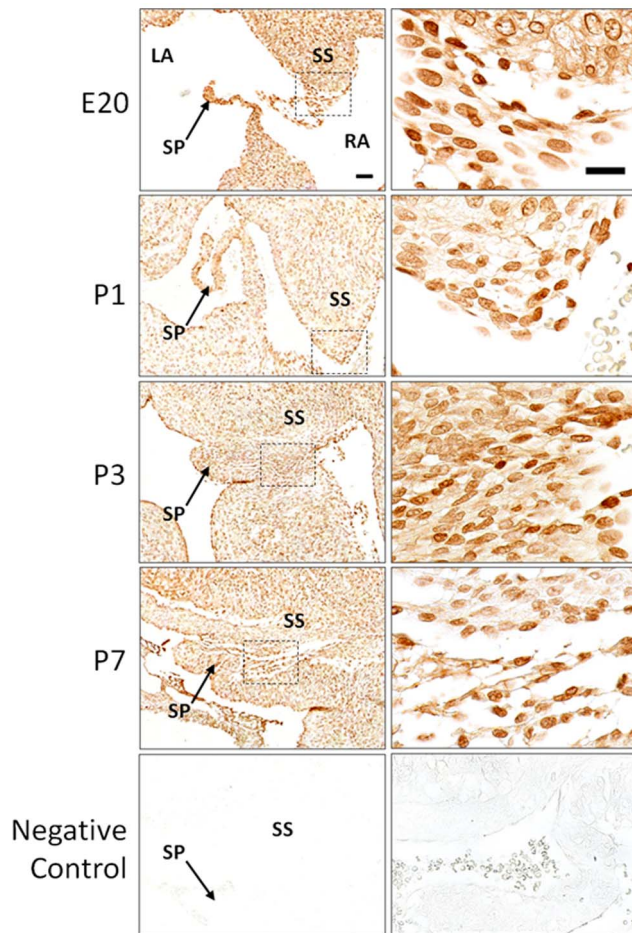 LA
SS
E20
SP
RA
P1
SS
SP
SS
P3
SP
SS
P7
SP
Negative
Control
SS
SP